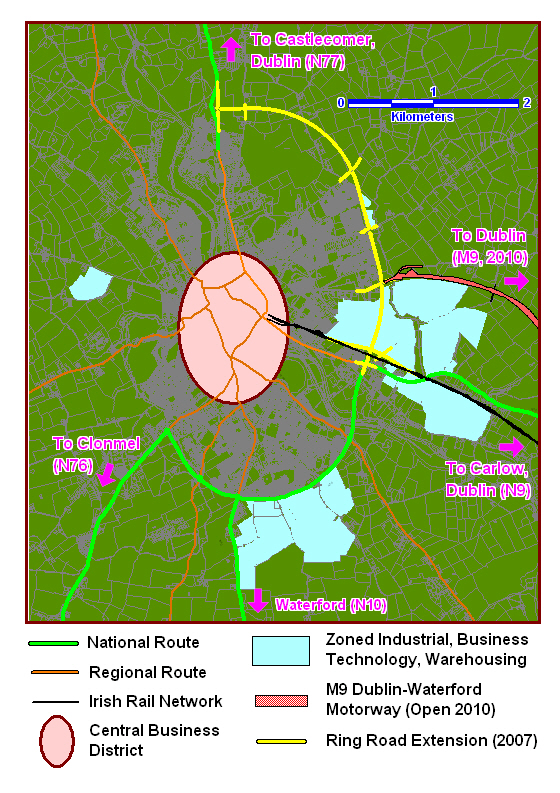 To Castlecomer,
Dublin (N77)
0
1
2
Kilometers
To Dublin
(M9, 2010)
To Clonmel
(N76)
To Carlow,
Dublin (N9)
Waterford (N10)
National Route
Regional Route
Irish Rail Network
Central Business
District
Zoned Industrial, Business
Technology, Warehousing
M9 Dublin-Waterford
Motorway (Open 2010)
Ring Road Extension (2007)